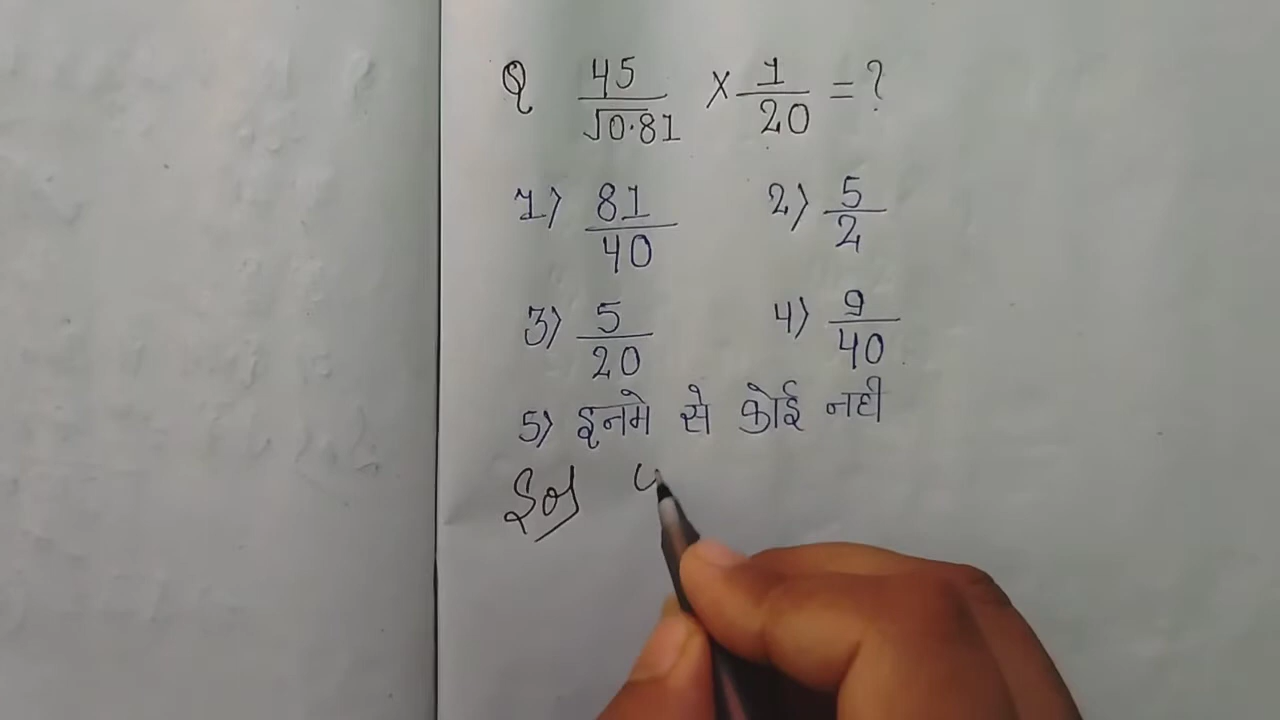 Q 45/√0.81 × 1/20 = ?
1) 81/40 2) 5/2
3) 5/20 4) 9/40
5) इनमे से कोई नही
Sol